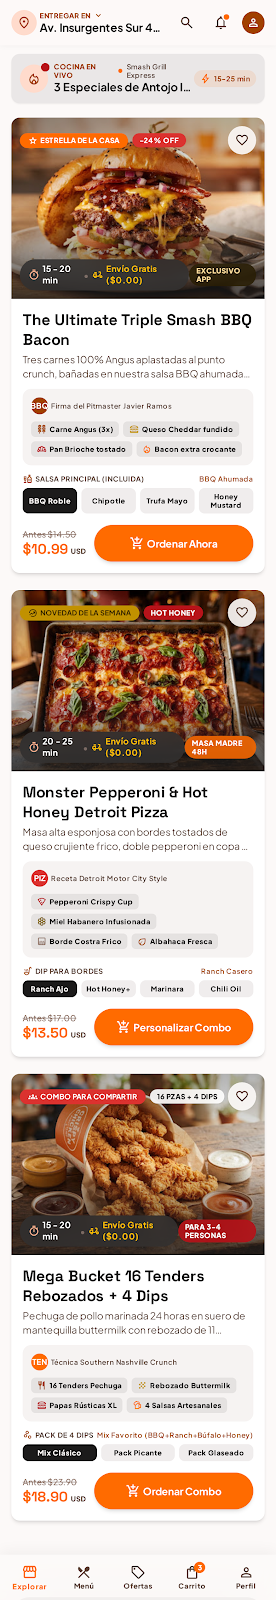 ENTREGAR EN
Av. Insurgentes Sur 4...
COCINA EN VIVO
Smash Grill Express
3 Especiales de Antojo I...
15-25 min
ESTRELLA DE LA CASA
-24% OFF
15 - 20 min
Envío Gratis ($0.00)
EXCLUSIVO APP
The Ultimate Triple Smash BBQ Bacon
Tres carnes 100% Angus aplastadas al punto
crunch, bañadas en nuestra salsa BBQ ahumada...
BBQ
Firma del Pitmaster Javier Ramos
Carne Angus (3x)
Queso Cheddar fundido
Pan Brioche tostado
Bacon extra crocante
SALSA PRINCIPAL (INCLUIDA)
BBQ Ahumada
BBQ Roble
Chipotle
Trufa Mayo
Honey Mustard
Antes $14.50
$10.99 USD
Ordenar Ahora
NOVEDAD DE LA SEMANA
HOT HONEY
20 - 25 min
Envío Gratis ($0.00)
MASA MADRE 48H
Monster Pepperoni & Hot Honey Detroit Pizza
Masa alta esponjosa con bordes tostados de
queso crujiente frico, doble pepperoni en copa ...
PIZ
Receta Detroit Motor City Style
Pepperoni Crispy Cup
Miel Habanero Infusionada
Borde Costra Frico
Albahaca Fresca
DIP PARA BORDES
Ranch Casero
Ranch Ajo
Hot Honey+
Marinara
Chili Oil
Antes $17.00
$13.50 USD
Personalizar Combo
COMBO PARA COMPARTIR
16 PZAS + 4 DIPS
15 - 20 min
Envío Gratis ($0.00)
PARA 3-4 PERSONAS
Mega Bucket 16 Tenders Rebozados + 4 Dips
Pechuga de pollo marinada 24 horas en suero de
mantequilla buttermilk con rebozado de 11...
TEN
Técnica Southern Nashville Crunch
16 Tenders Pechuga
Rebozado Buttermilk
Papas Rústicas XL
4 Salsas Artesanales
PACK DE 4 DIPS
Mix Favorito (BBQ+Ranch+Búfalo+Honey)
Mix Clásico
Pack Picante
Pack Glaseado
Antes $23.90
$18.90 USD
Ordenar Combo
3
Explorar
Menú
Ofertas
Carrito
Perfil